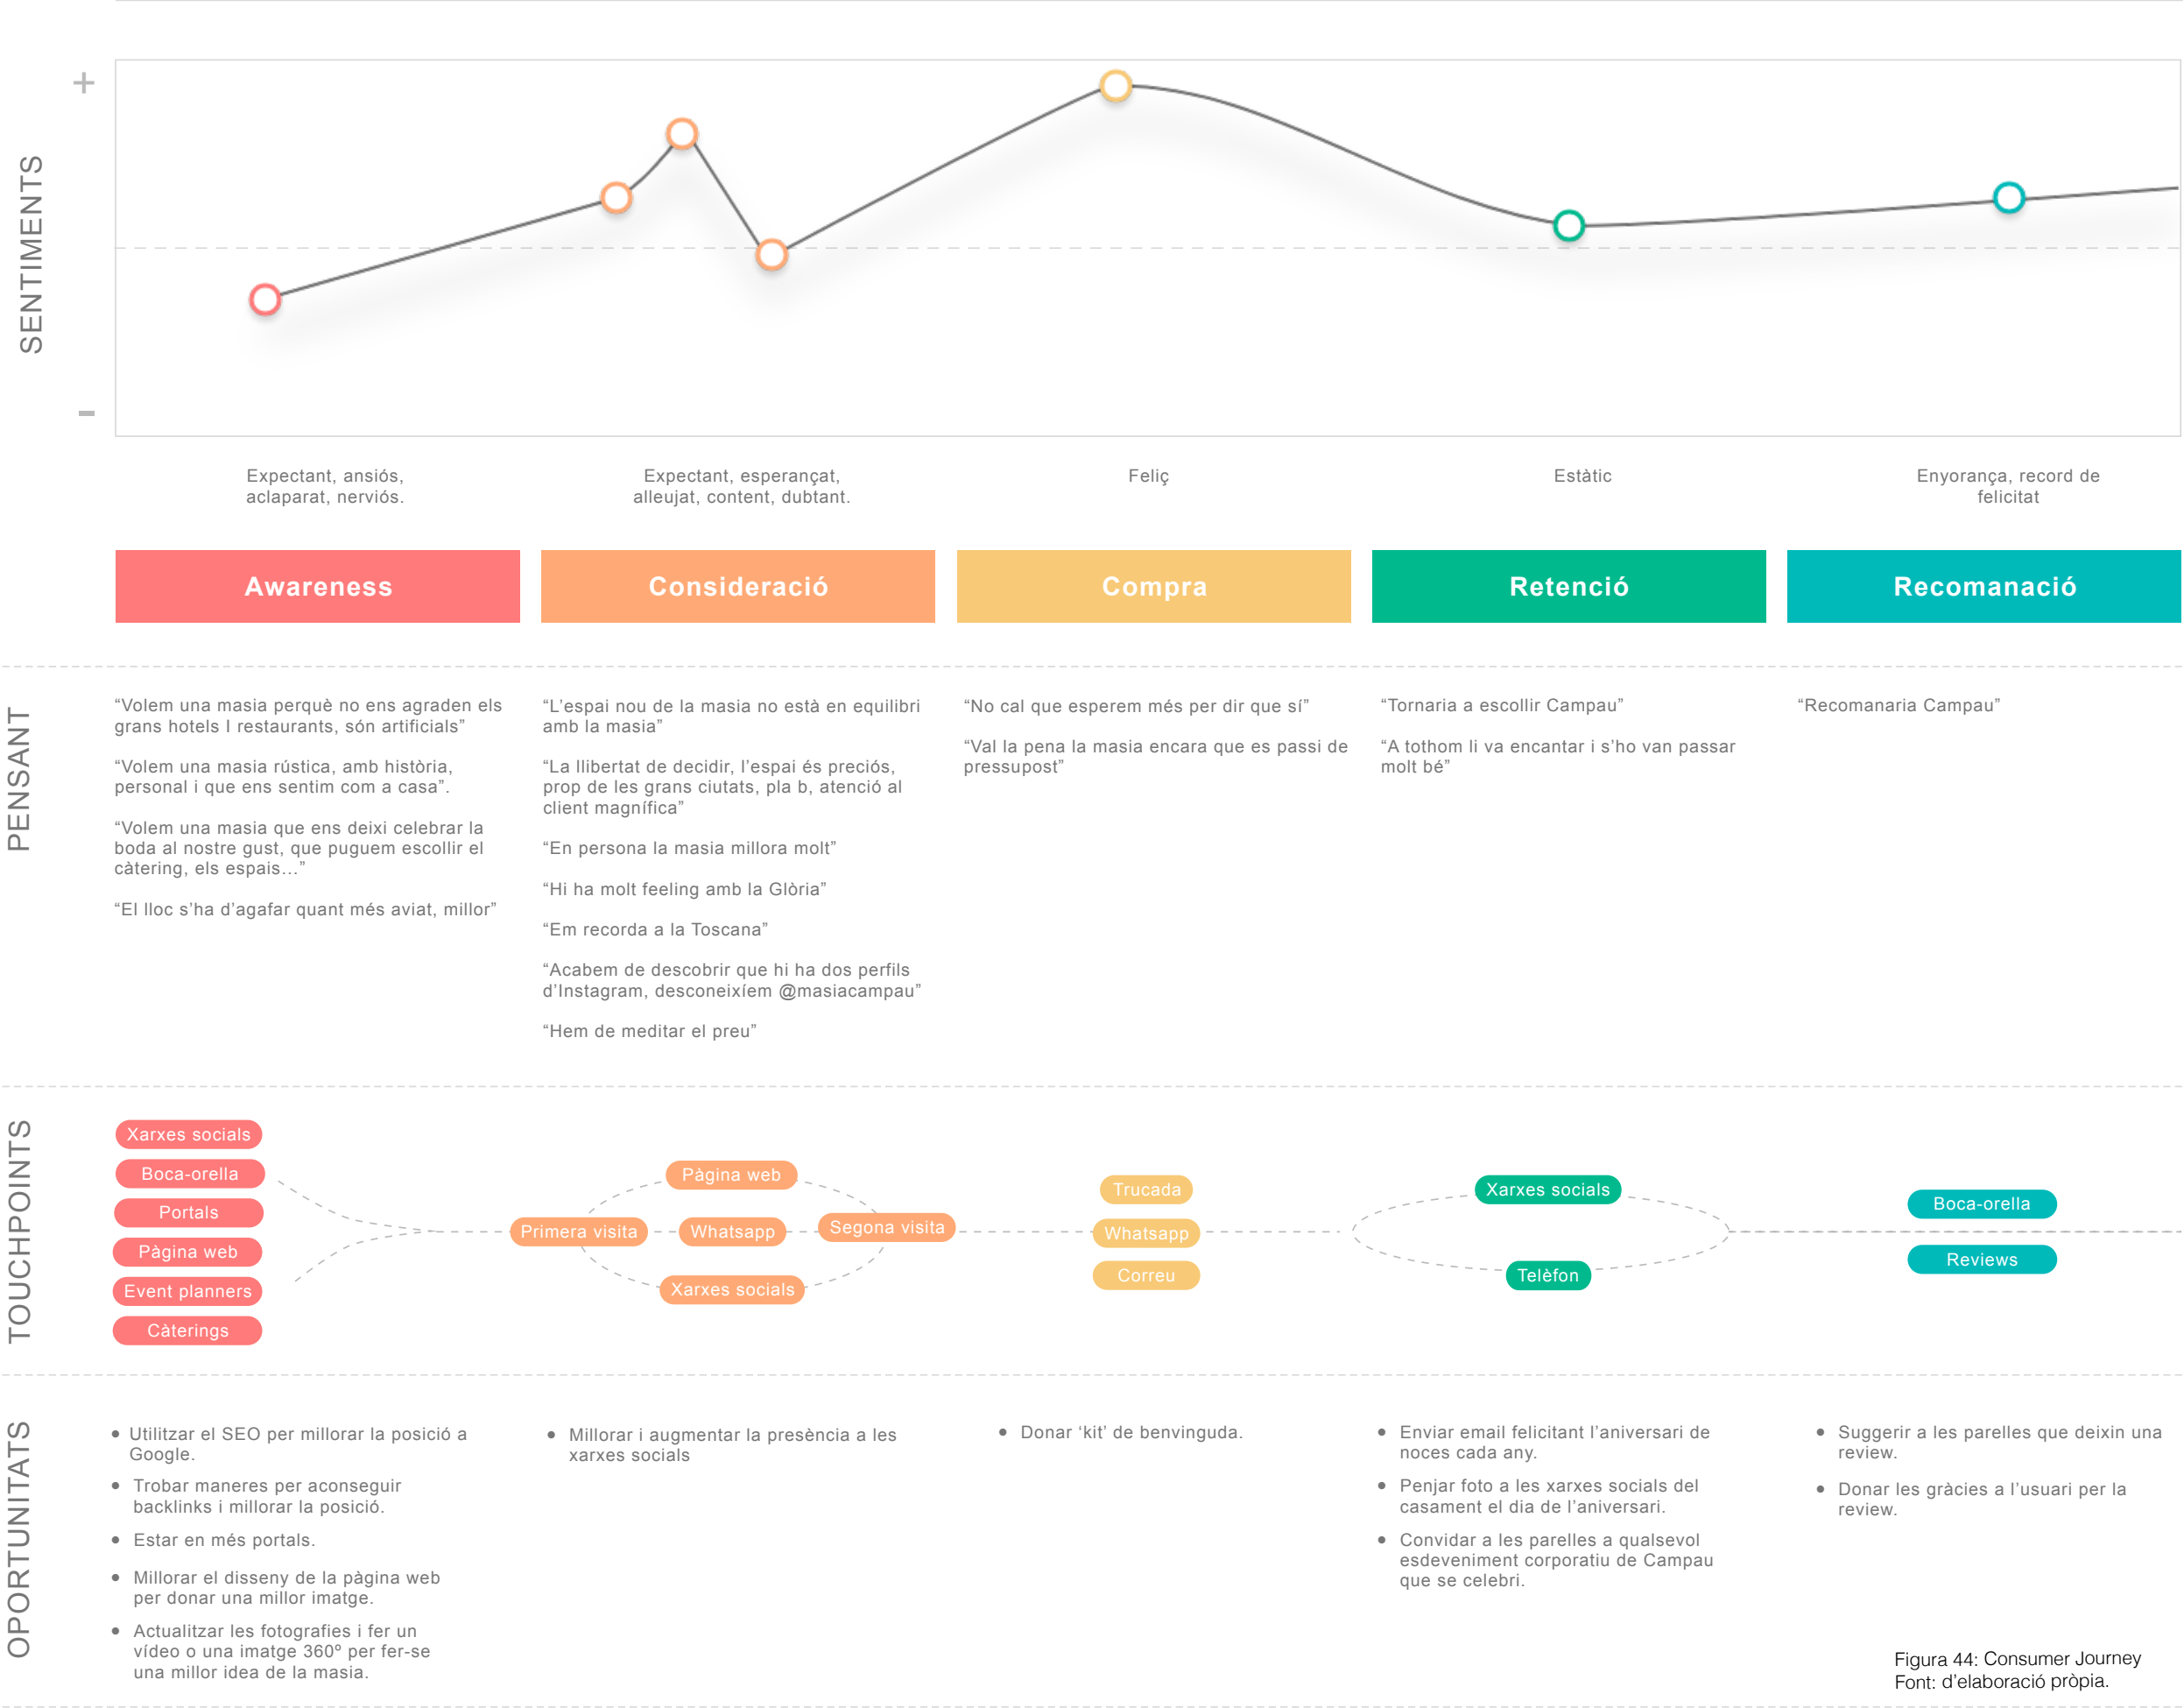 +
SENTIMENTS
-
Expectant, ansiós,
aclaparat, nerviós.
Expectant, esperançat,
alleujat, content, dubtant.
Feliç
Estàtic
Enyorança, record de
felicitat
Awareness
Consideració
Compra
Retenció
Recomanació
PENSANT
“Volem una masia perquè no ens agraden els
grans hotels I restaurants, són artificials”
“Volem una masia rústica, amb història,
personal i que ens sentim com a casa”.
“Volem una masia que ens deixi celebrar la
boda al nostre gust, que puguem escollir el
càtering, els espais...”
“El lloc s’ha d’agafar quant més aviat, millor”
“L’espai nou de la masia no està en equilibri
amb la masia”
“La llibertat de decidir, l’espai és preciós,
prop de les grans ciutats, pla b, atenció al
client magnífica”
“En persona la masia millora molt”
“Hi ha molt feeling amb la Glòria”
“Em recorda a la Toscana”
“Acabem de descobrir que hi ha dos perfils
d’Instagram, desconeixíem @masiacampau”
“Hem de meditar el preu”
“No cal que esperem més per dir que sí”
“Val la pena la masia encara que es passi de
pressupost”
“Tornaria a escollir Campau”
“A tothom li va encantar i s’ho van passar
molt bé”
“Recomanaria Campau”
TOUCHPOINTS
Xarxes socials
Boca-orella
Portals
Pàgina web
Event planners
Càterings
Primera visita
Pàgina web
Whatsapp
Xarxes socials
Segona visita
Trucada
Whatsapp
Correu
Xarxes socials
Telèfon
Boca-orella
Reviews
OPORTUNITATS
• Utilitzar el SEO per millorar la posició a
Google.
• Trobar maneres per aconseguir
backlinks i millorar la posició.
• Estar en més portals.
• Millorar el disseny de la pàgina web
per donar una millor imatge.
• Actualitzar les fotografies i fer un
vídeo o una imatge 360º per fer-se
una millor idea de la masia.
• Millorar i augmentar la presència a les
xarxes socials
• Donar ‘kit’ de benvinguda.
• Enviar email felicitant l’aniversari de
noces cada any.
• Penjar foto a les xarxes socials del
casament el dia de l’aniversari.
• Convidar a les parelles a qualsevol
esdeveniment corporatiu de Campau
que se celebri.
• Suggerir a les parelles que deixin una
review.
• Donar les gràcies a l’usuari per la
review.
Figura 44: Consumer Journey
Font: d’elaboració pròpia.